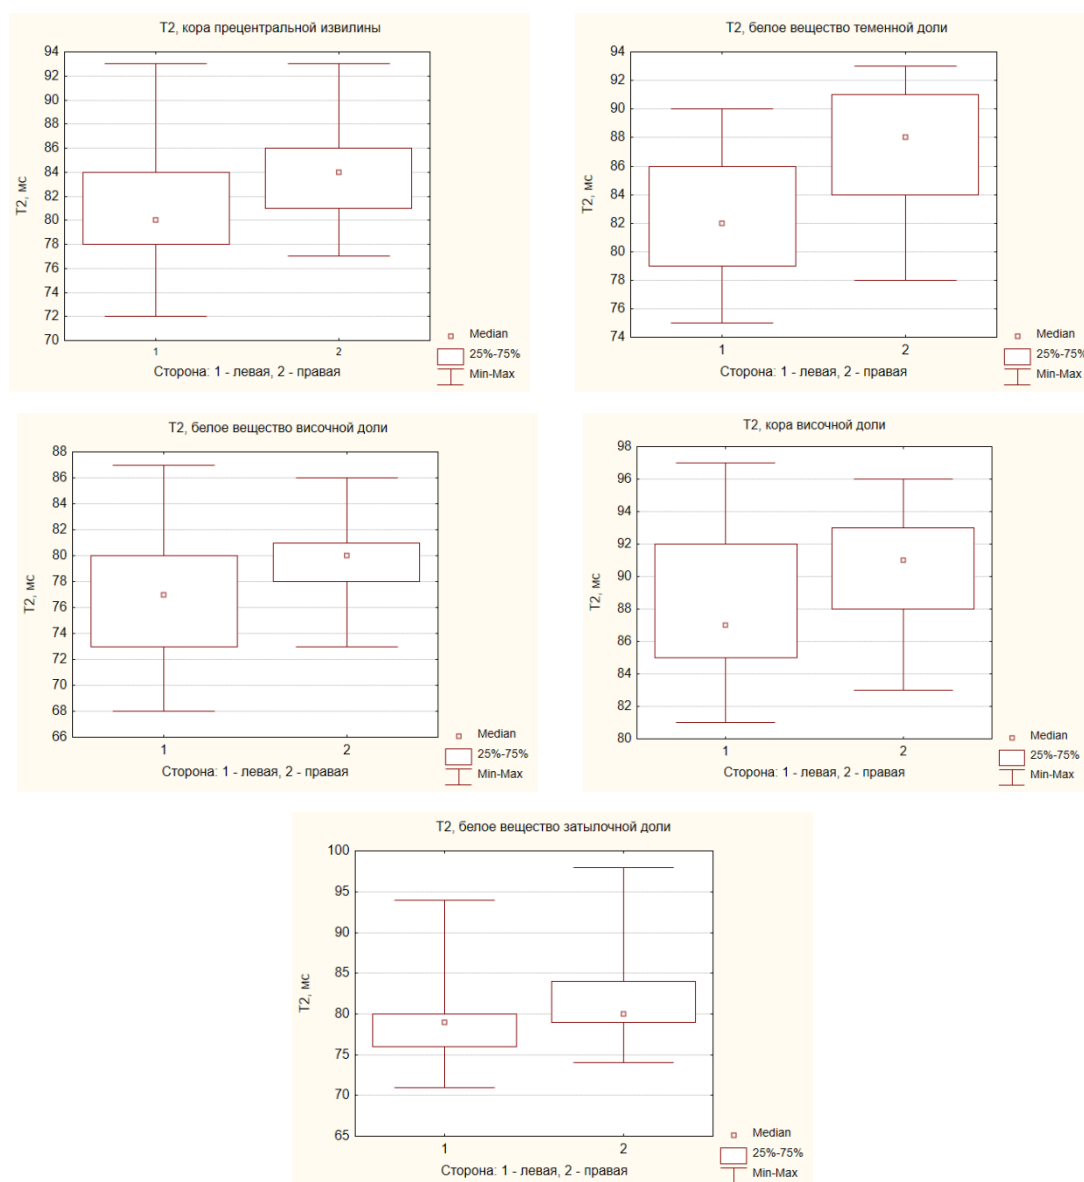 T2, кора прецентральной извилины
94
92
90
88
86
84
82
80
78
76
74
72
70
T2, мс
1
2
Сторона: 1 - левая, 2 - правая
Median
25%-75%
Min-Max
T2, белое вещество теменной доли
94
92
90
88
86
84
82
80
78
76
74
T2, мс
1
2
Сторона: 1 - левая, 2 - правая
Median
25%-75%
Min-Max
T2, белое вещество височной доли
88
86
84
82
80
78
76
74
72
70
68
66
T2, мс
1
2
Сторона: 1 - левая, 2 - правая
Median
25%-75%
Min-Max
T2, кора височной доли
98
96
94
92
90
88
86
84
82
80
T2, мс
1
2
Сторона: 1 - левая, 2 - правая
Median
25%-75%
Min-Max
T2, белое вещество затылочной доли
100
95
90
85
80
75
70
65
T2, мс
1
2
Сторона: 1 - левая, 2 - правая
Median
25%-75%
Min-Max